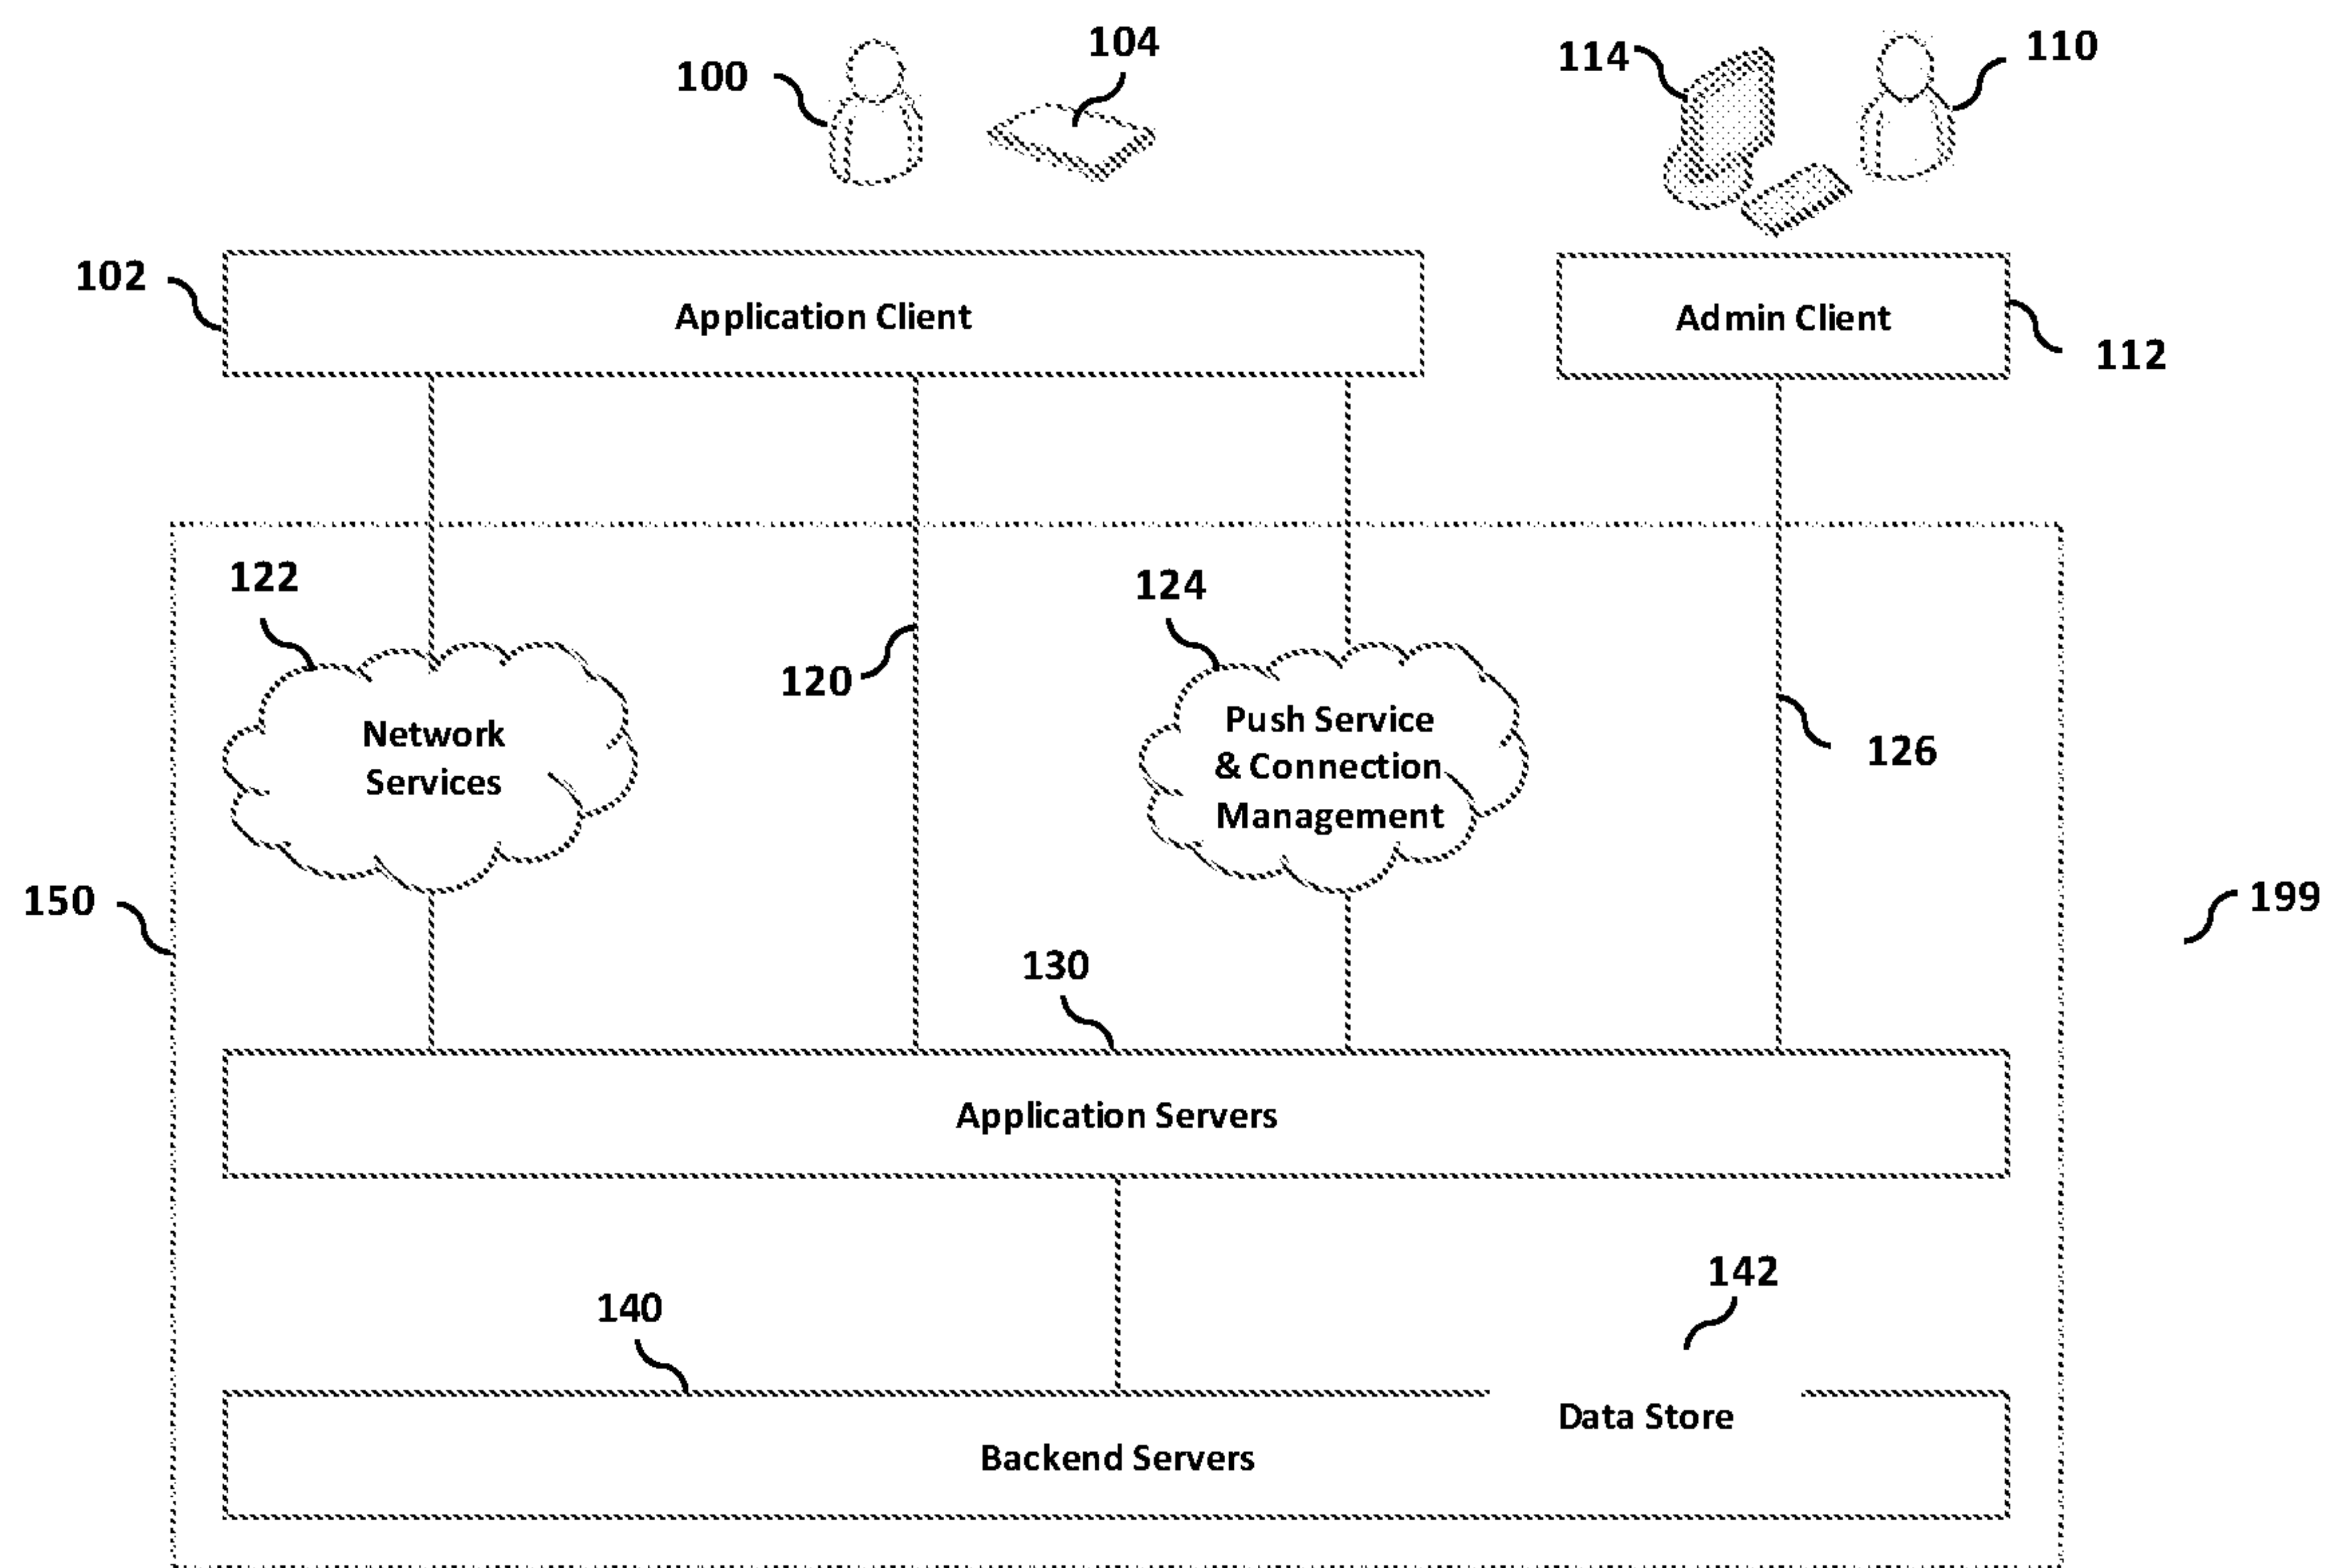 104
110
114
100
102
Application Client
Admin Client
112
122
124
120
Push Service
Network
& Connection
126
Services
Management
150
199
130
Application Servers
142
140
Data Store
Backend Servers